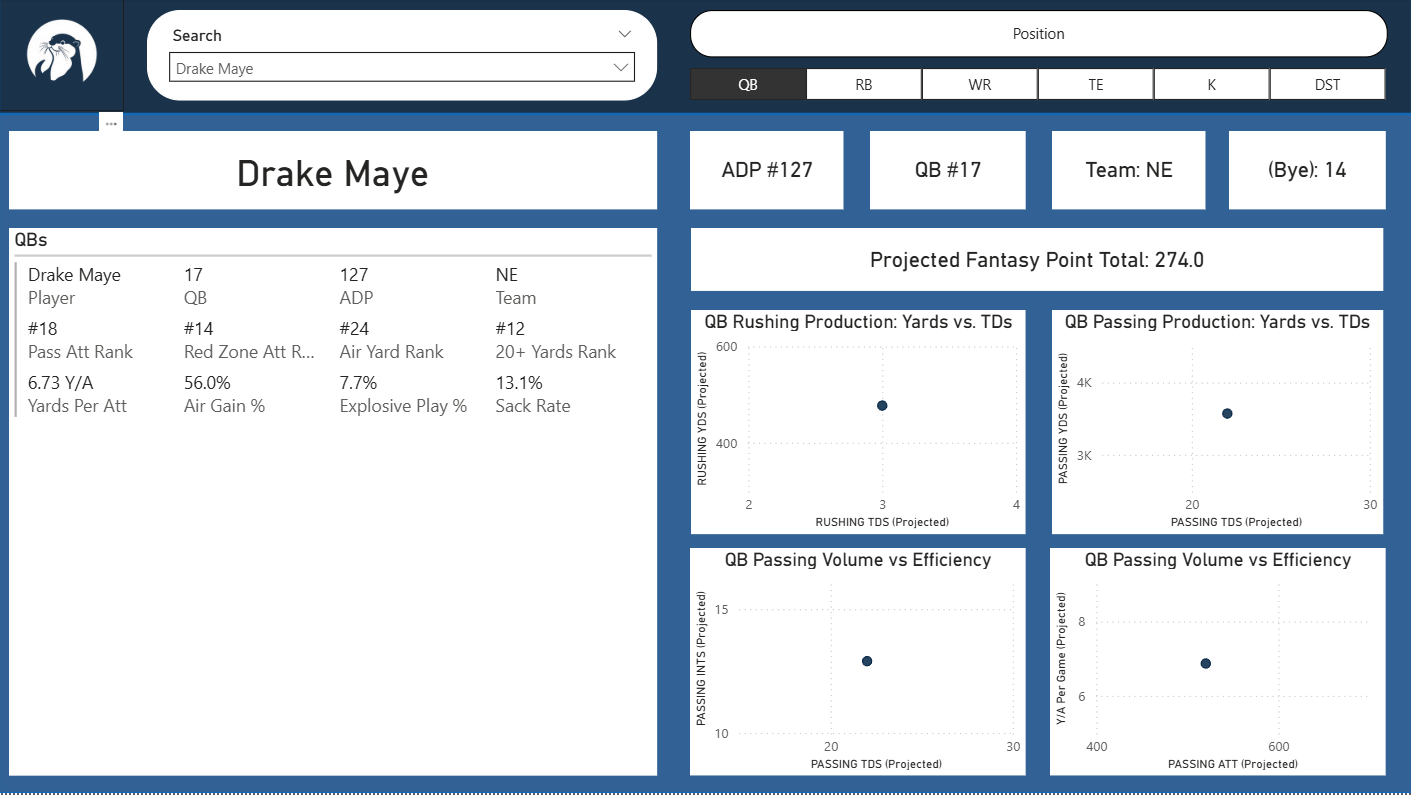 Search
Drake Maye
Position
QB RB WR TE K DST
Drake Maye
ADP #127
QB #17
Team: NE
(Bye): 14
QBs
Drake Maye 17 127 NE
Player QB ADP Team
#18 #14 #24 #12
Pass Att Rank Red Zone Att R... Air Yard Rank 20+ Yards Rank
6.73 Y/A 56.0% 7.7% 13.1%
Yards Per Att Air Gain % Explosive Play % Sack Rate
Projected Fantasy Point Total: 274.0
QB Rushing Production: Yards vs. TDs
RUSHING YDS (Projected)
600
400
2 3 4
RUSHING TDS (Projected)
QB Passing Production: Yards vs. TDs
PASSING YDS (Projected)
4K
3K
20 30
PASSING TDS (Projected)
QB Passing Volume vs Efficiency
PASSING INTS (Projected)
15
10
20 30
PASSING TDS (Projected)
QB Passing Volume vs Efficiency
Y/A Per Game (Projected)
8
6
400 600
PASSING ATT (Projected)